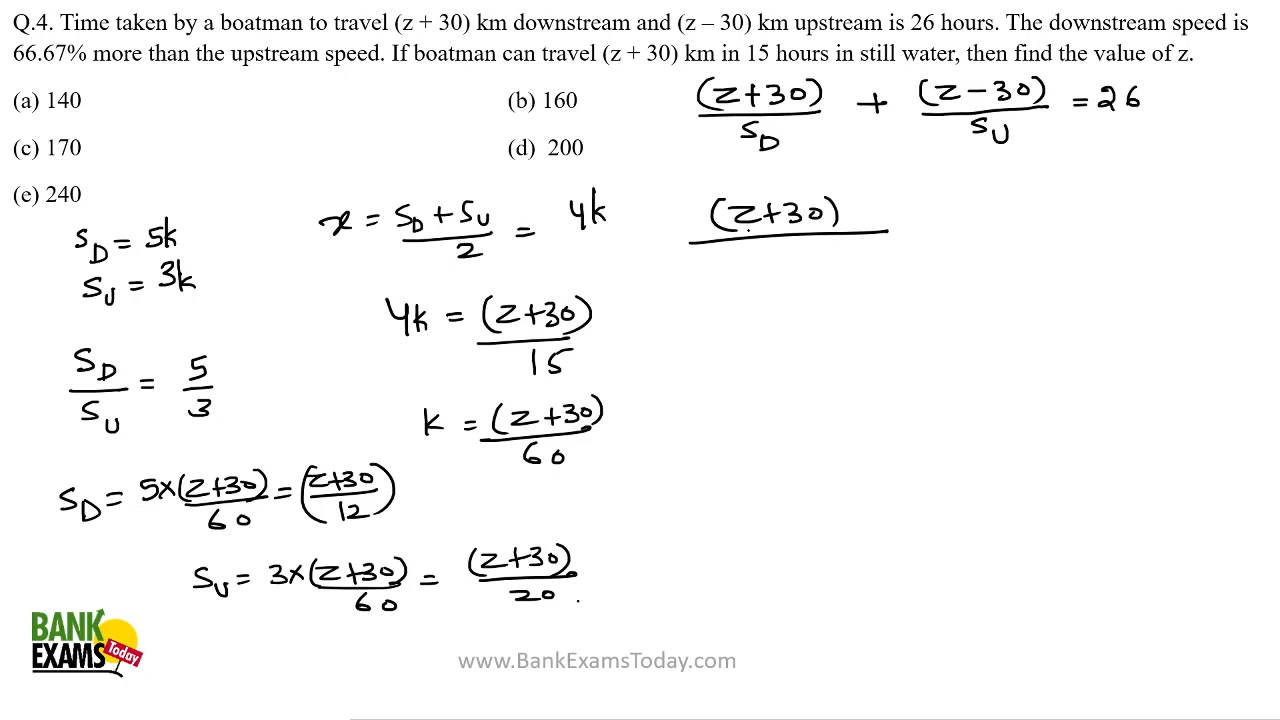 Q.4. Time taken by a boatman to travel (z + 30) km downstream and (z – 30) km upstream is 26 hours. The downstream speed is
66.67% more than the upstream speed. If boatman can travel (z + 30) km in 15 hours in still water, then find the value of z.
(a) 140
(b) 160
(c) 170
(d) 200
(e) 240
(z+30)/S_D + (z-30)/S_U = 26
S_D = 5k
S_U = 3k
x = (S_D + S_U)/2 = 4k
(z+30)
4k = (z+30)/15
S_D/S_U = 5/3
k = (z+30)/60
S_D = 5×(z+30)/60 = (z+30/12)
S_U = 3×(z+30)/60 = (z+30)/20
BANK
EXAMS
Today
www.BankExamsToday.com